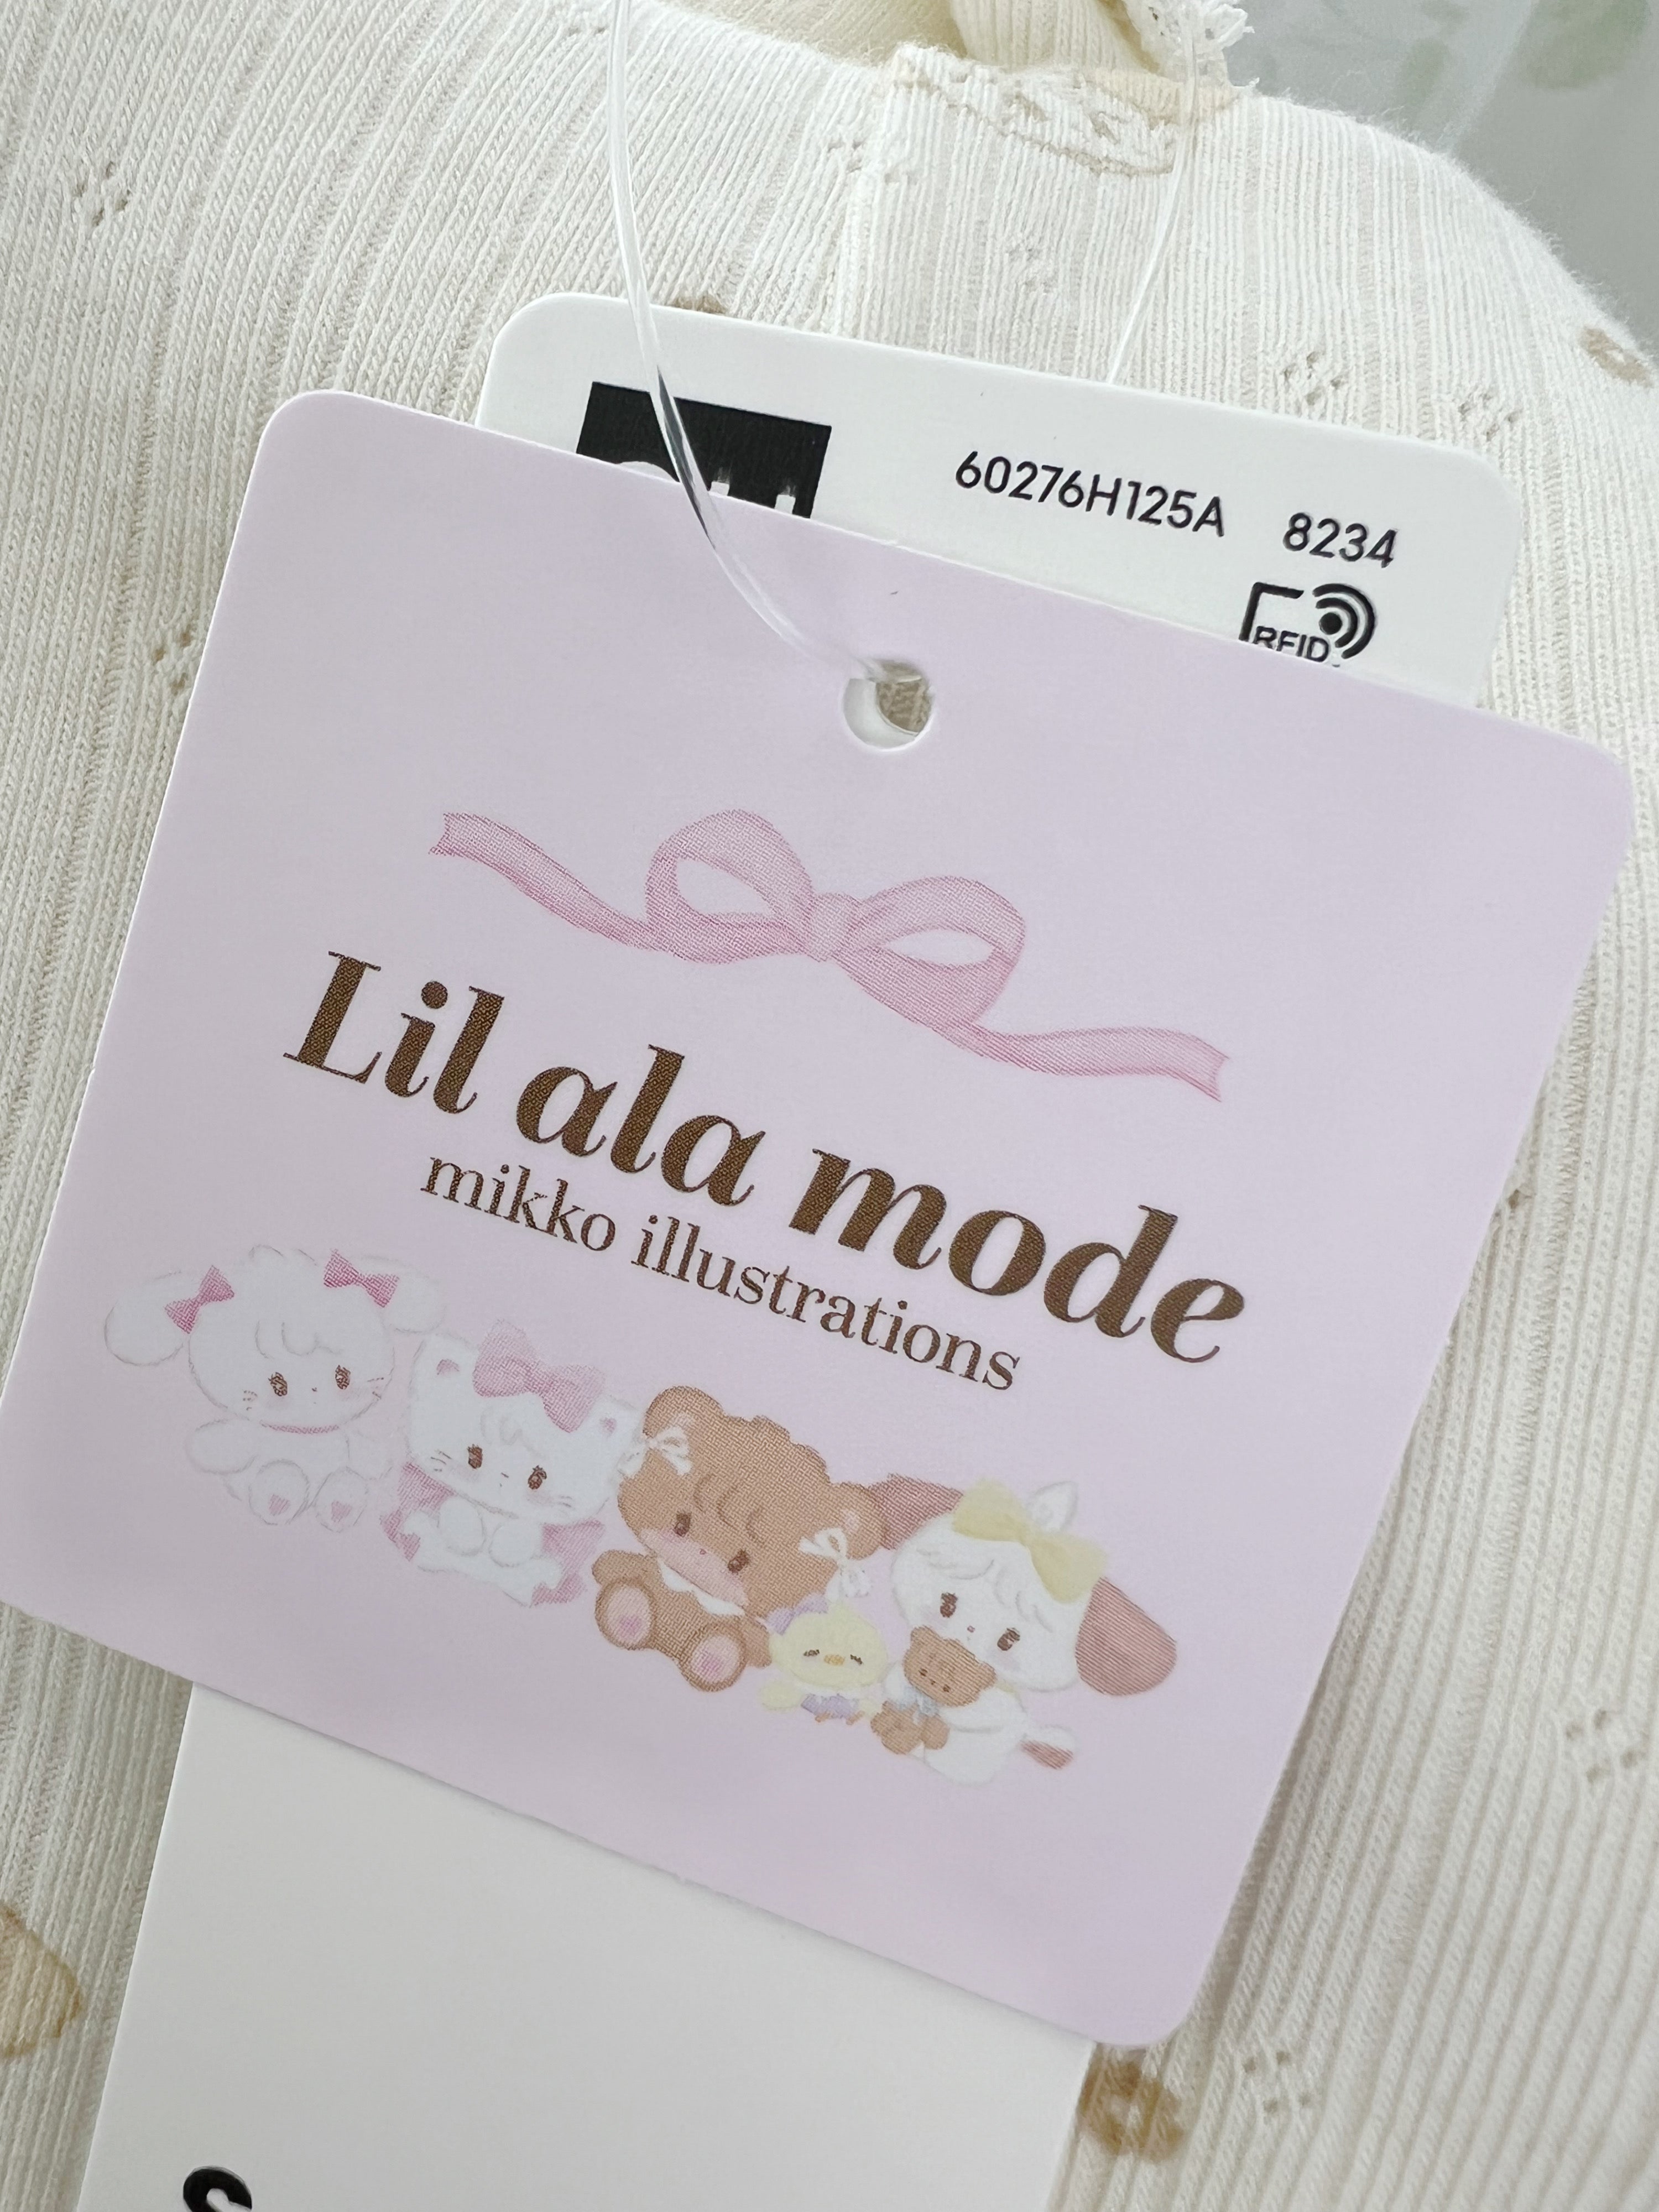 60276H125A 8234
RFID
Lil ala mode
mikko illustrations
S